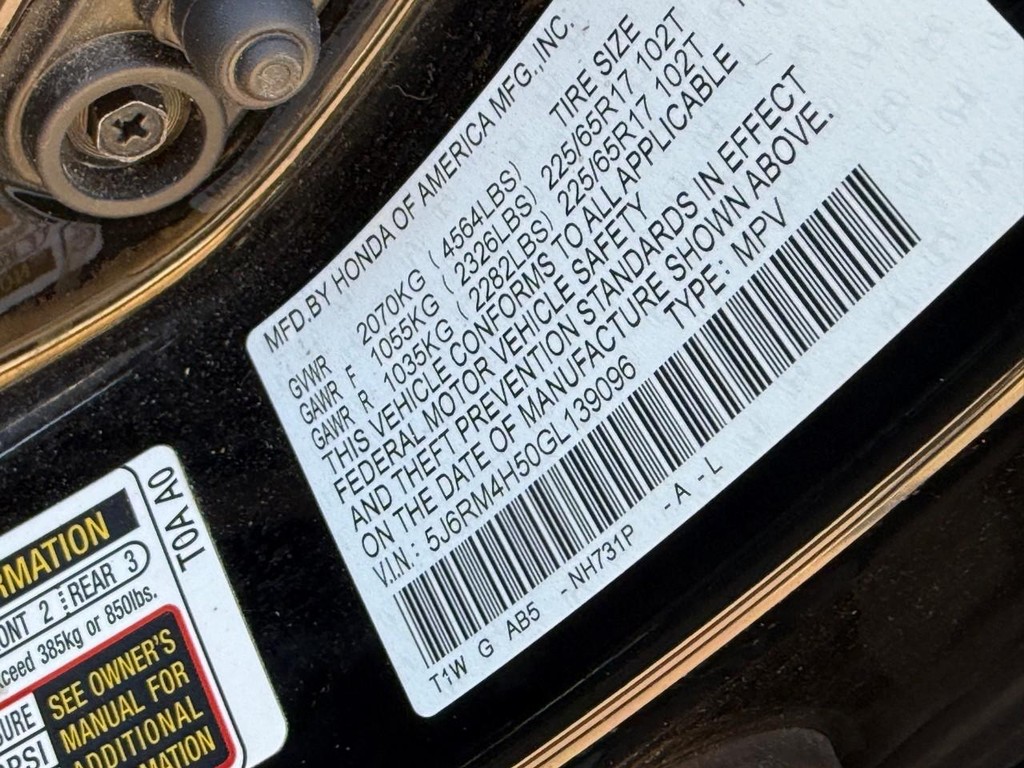 MFD.BY HONDA OF AMERICA MFG.,INC.
GVWR 2070KG ( 4564LBS) TIRE SIZE
GAWR F 1055KG ( 2326LBS) 225/65R17 102T
GAWR R 1035KG ( 2282LBS) 225/65R17 102T
THIS VEHICLE CONFORMS TO ALL APPLICABLE
FEDERAL MOTOR VEHICLE SAFETY
AND THEFT PREVENTION STANDARDS IN EFFECT
ON THE DATE OF MANUFACTURE SHOWN ABOVE.
V.I.N.: 5J6RM4H50GL139096 TYPE: MPV
T1W G AB5 -NH731P -A-L
RMATION
ONT 2 REAR 3
xceed 385kg or 850lbs.
T0A A0
URE
PSI
SEE OWNER'S
MANUAL FOR
ADDITIONAL
MATION